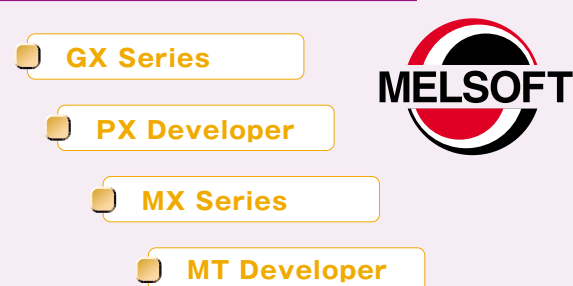 GX Series
MELSOFT
PX Developer
MX Series
MT Developer